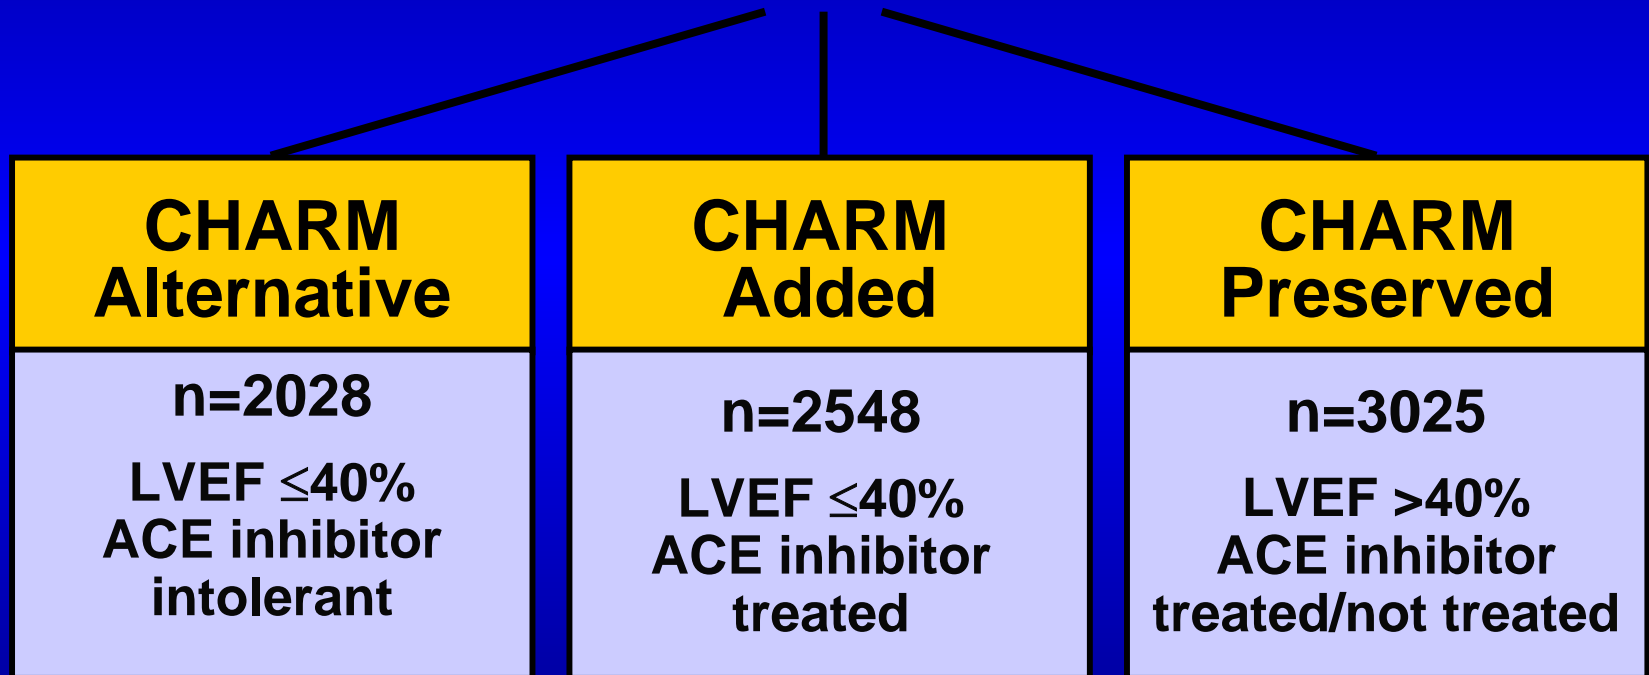 CHARM
Alternative
n=2028
LVEF ≤40%
ACE inhibitor
intolerant
CHARM
Added
n=2548
LVEF ≤40%
ACE inhibitor
treated
CHARM
Preserved
n=3025
LVEF >40%
ACE inhibitor
treated/not treated